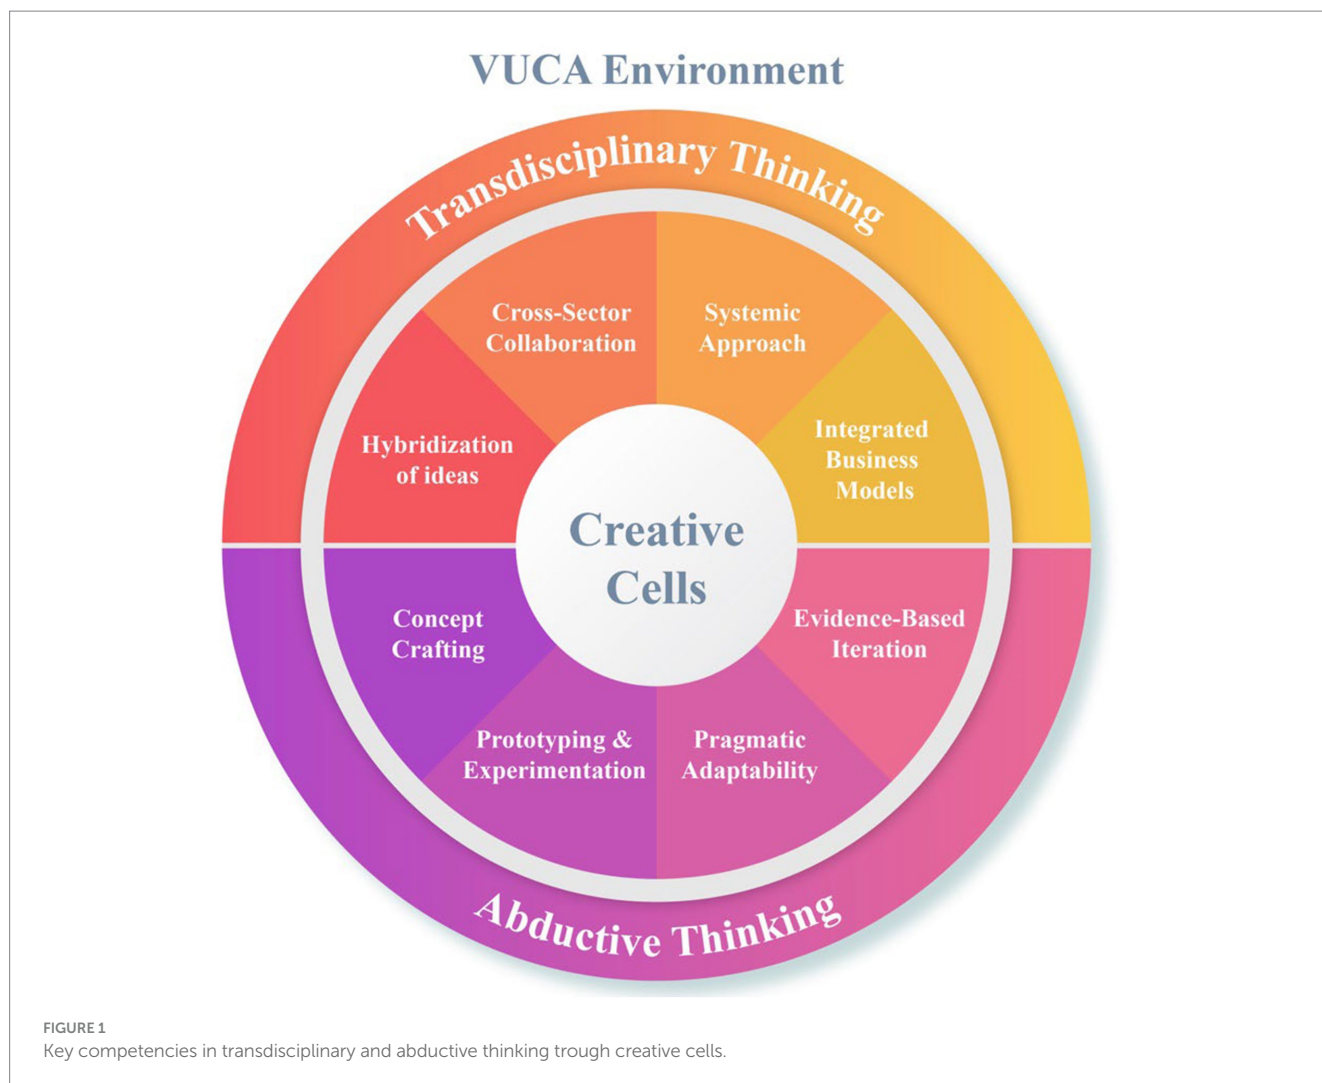 VUCA Environment
Transdisciplinary Thinking
Cross-Sector
Collaboration
Systemic
Approach
Hybridization
of ideas
Integrated
Business
Models
Creative
Cells
Concept
Crafting
Evidence-Based
Iteration
Prototyping &
Experimentation
Pragmatic
Adaptability
Abductive Thinking
FIGURE 1
Key competencies in transdisciplinary and abductive thinking trough creative cells.